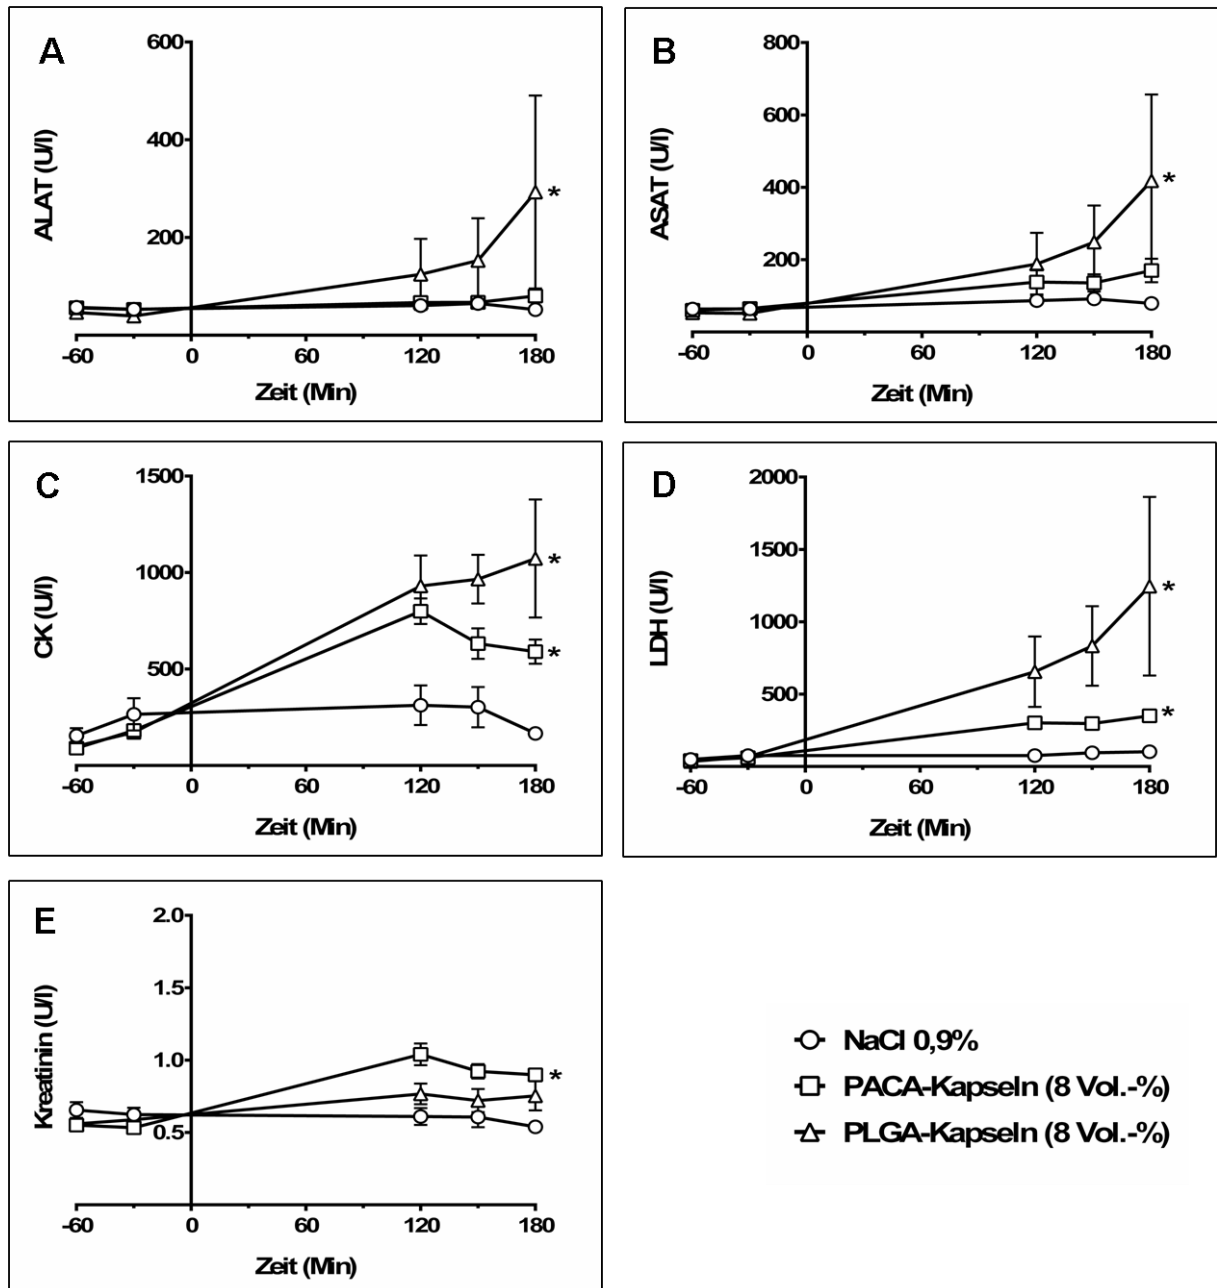 A
ALAT (U/l)
600
400
200
-60 0 60 120 180
Zeit (Min)
*
B
ASAT (U/l)
800
600
400
200
-60 0 60 120 180
Zeit (Min)
*
C
CK (U/l)
1500
1000
500
-60 0 60 120 180
Zeit (Min)
*
*
D
LDH (U/l)
2000
1500
1000
500
-60 0 60 120 180
Zeit (Min)
*
*
E
Kreatinin (U/l)
2.0
1.5
1.0
0.5
-60 0 60 120 180
Zeit (Min)
*
NaCl 0,9%
PACA-Kapseln (8 Vol.-%)
PLGA-Kapseln (8 Vol.-%)